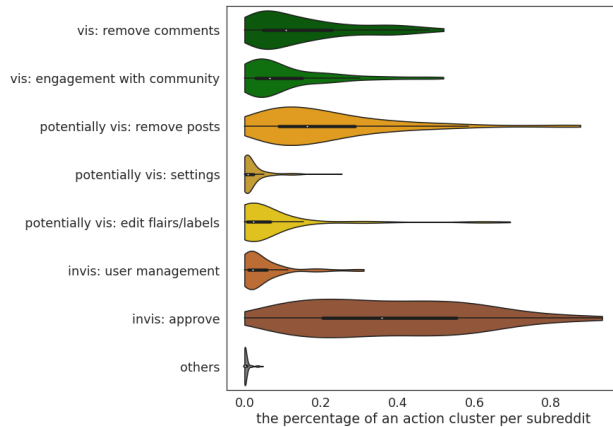 vis: remove comments
vis: engagement with community
potentially vis: remove posts
potentially vis: settings
potentially vis: edit flairs/labels
invis: user management
invis: approve
others
0.0 0.2 0.4 0.6 0.8
the percentage of an action cluster per subreddit